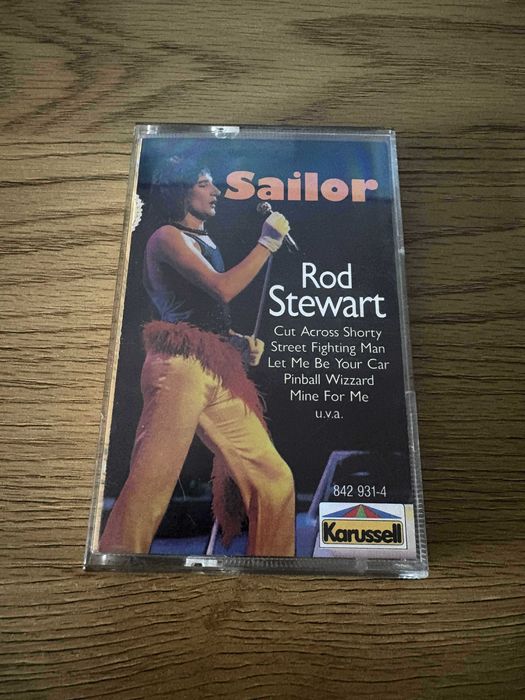 Sailor
Rod
Stewart
Cut Across Shorty
Street Fighting Man
Let Me Be Your Car
Pinball Wizzard
Mine For Me
u.v.a.
842 931-4
Karussell